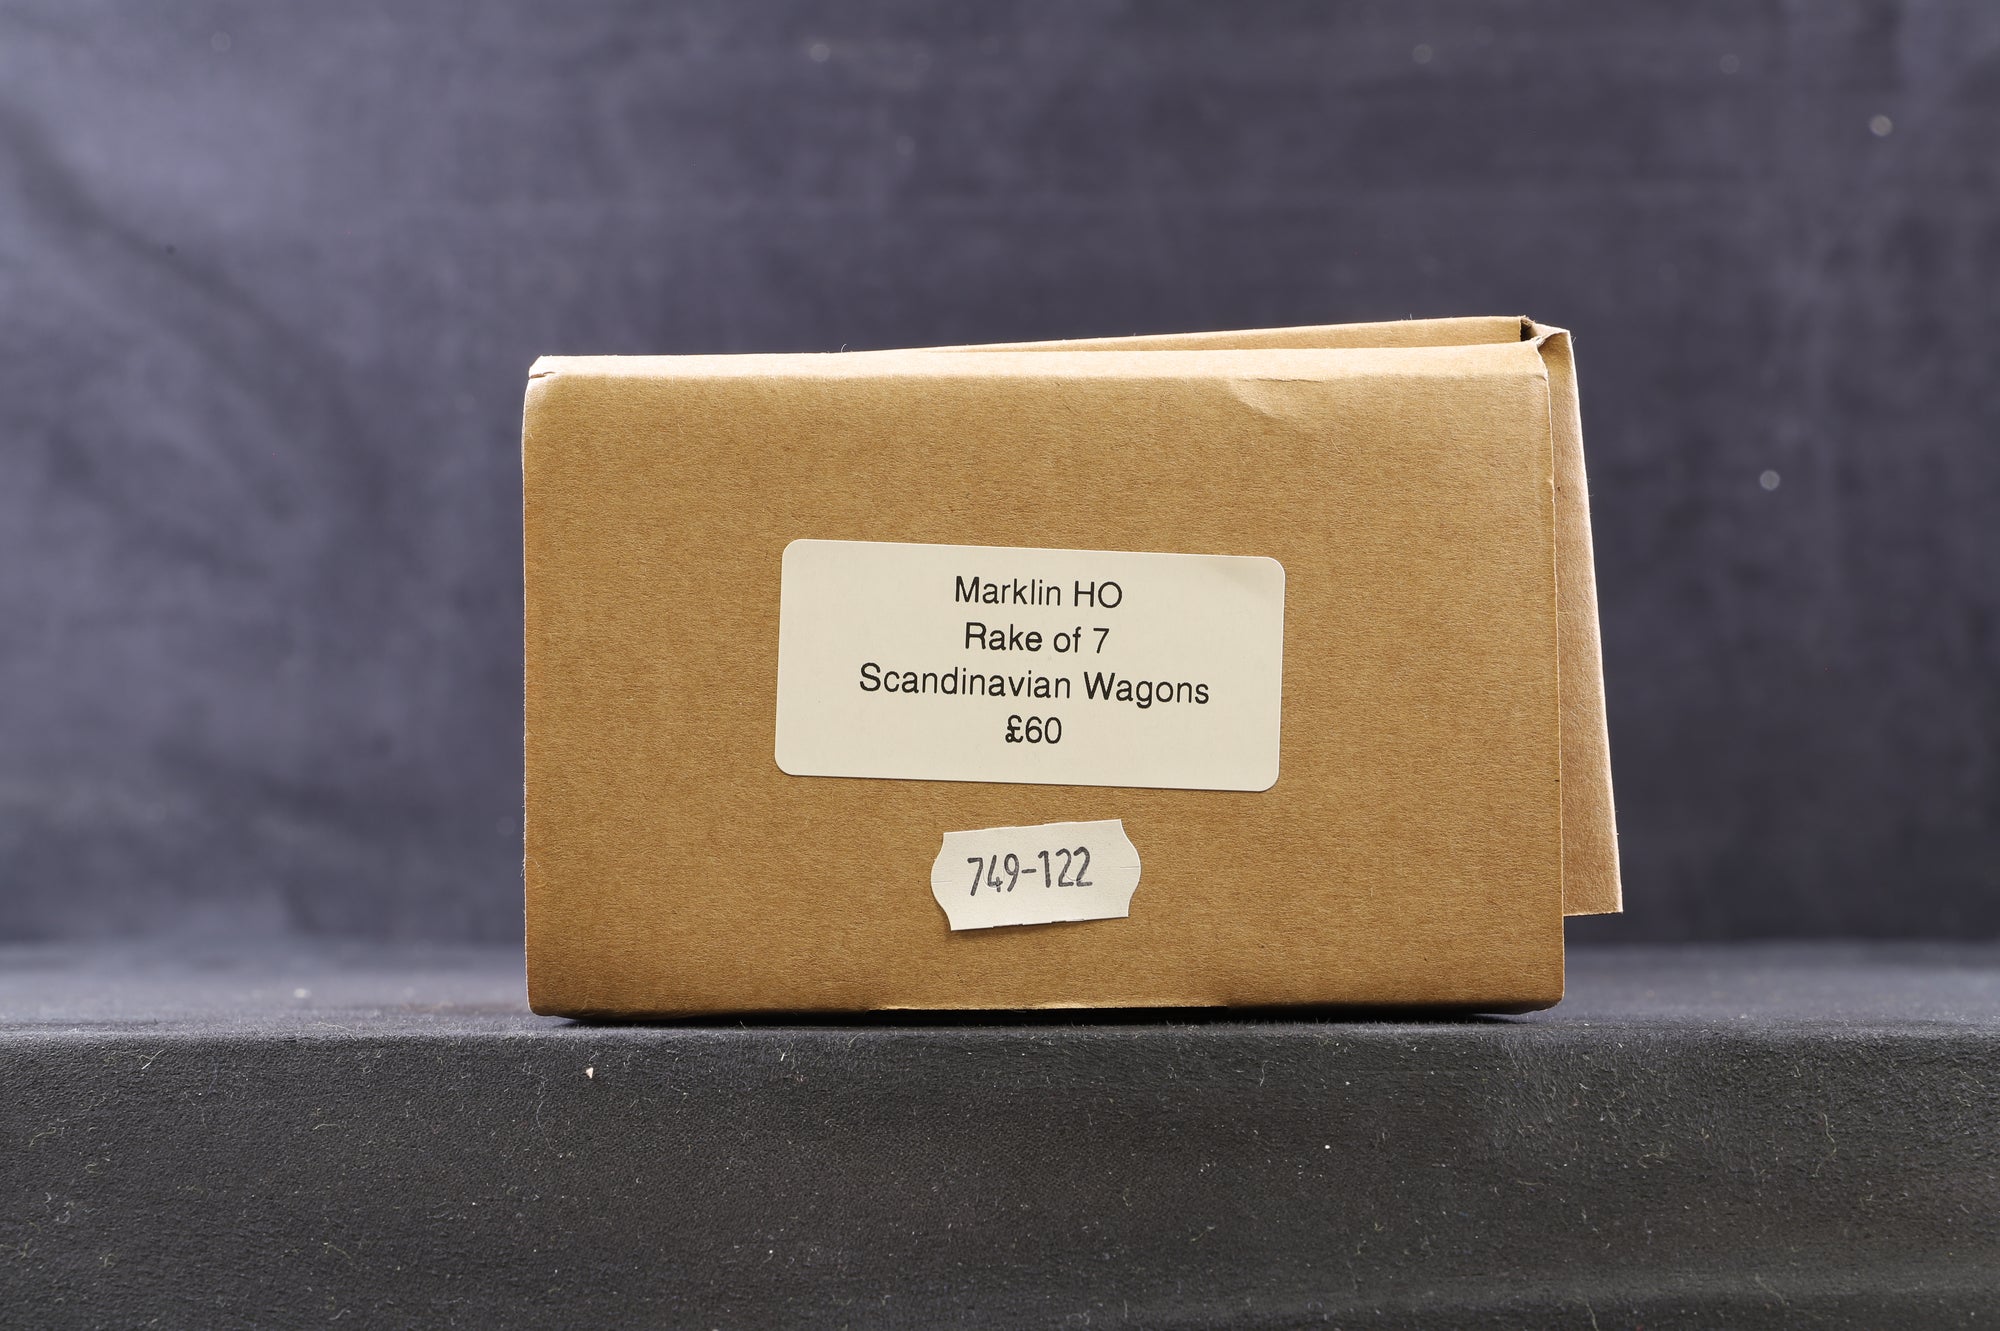 Marklin HO
Rake of 7
Scandinavian Wagons
£60
749-122